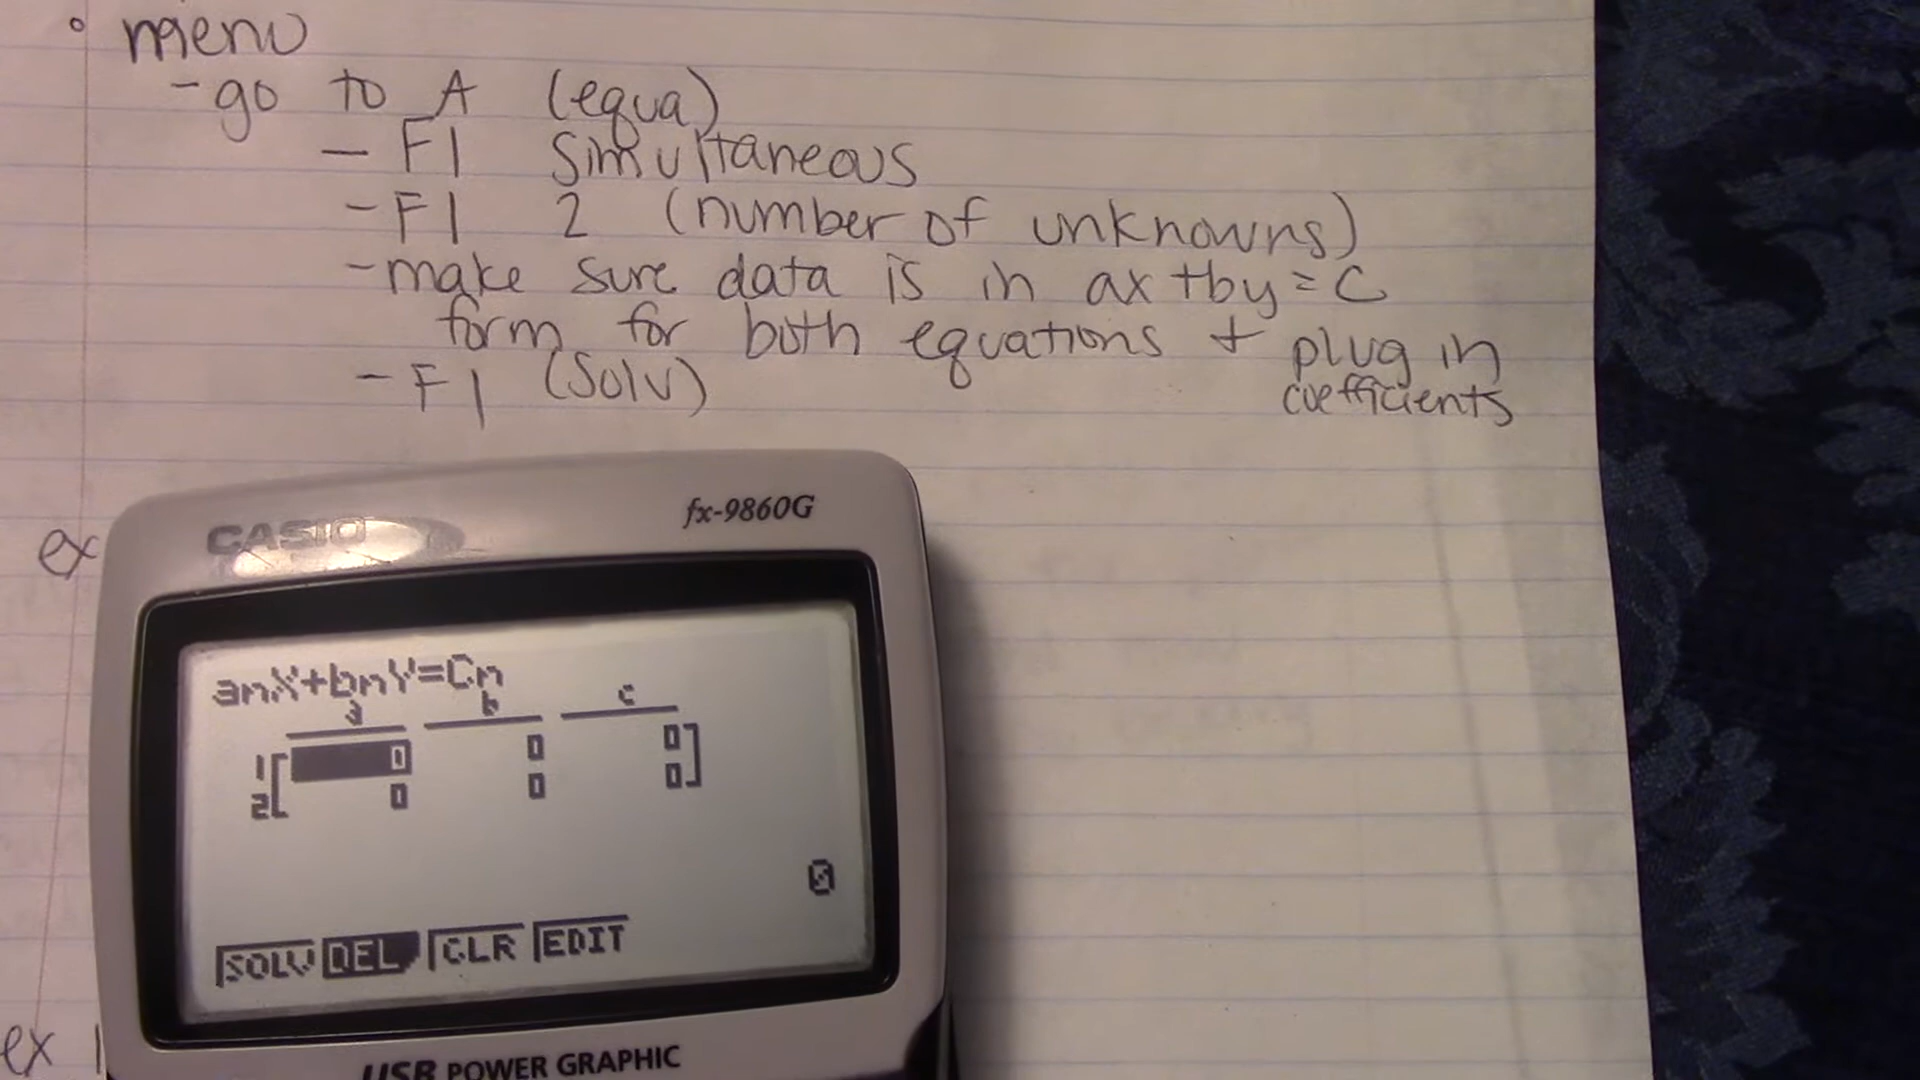 menu
- go to A (equa)
- F1 Simultaneous
- F1 2 (number of unknowns)
- make sure data is in ax+by=C
form for both equations + plug in
coefficients
- F1 (Solv)
CASIO fx-9860G
ex
anX+bnY=Cn
a b c
1 0 0 0
2 0 0 0
0
SOLV DEL CLR EDIT
ex
USB POWER GRAPHIC